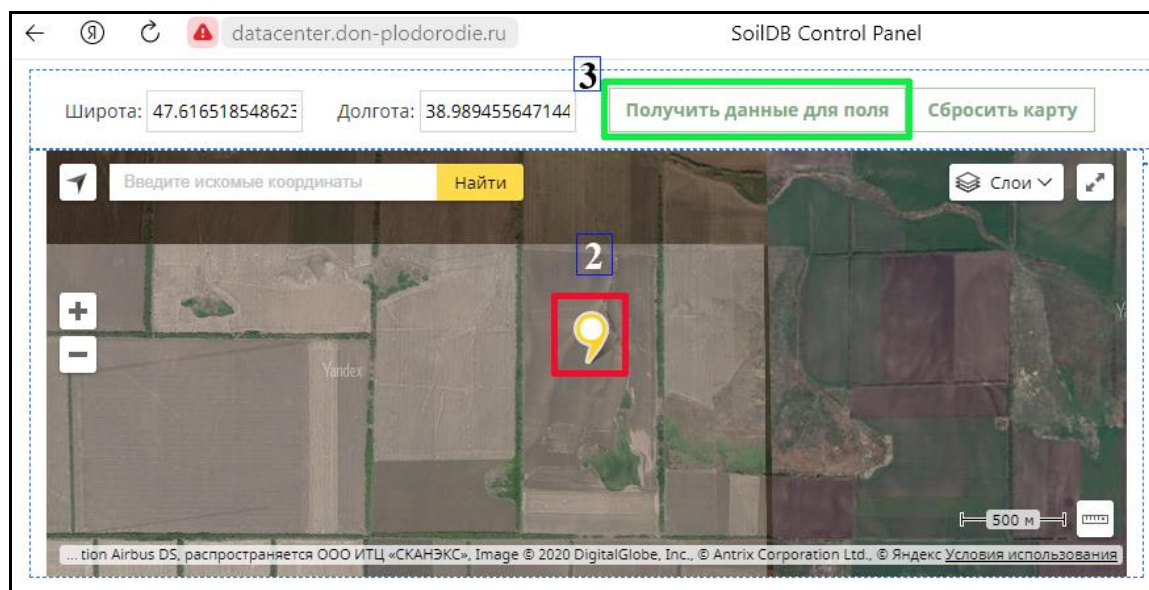 datacenter.don-plodorodie.ru SoilDB Control Panel
3
Широта: 47.616518548623 Долгота: 38.989455647144 Получить данные для поля Сбросить карту
Введите искомые координаты Найти Слои
2
Yandex
500 м
... tion Airbus DS, распространяется ООО ИТЦ «СКАНЭКС», Image © 2020 DigitalGlobe, Inc., © Antrix Corporation Ltd., © Яндекс Условия использования